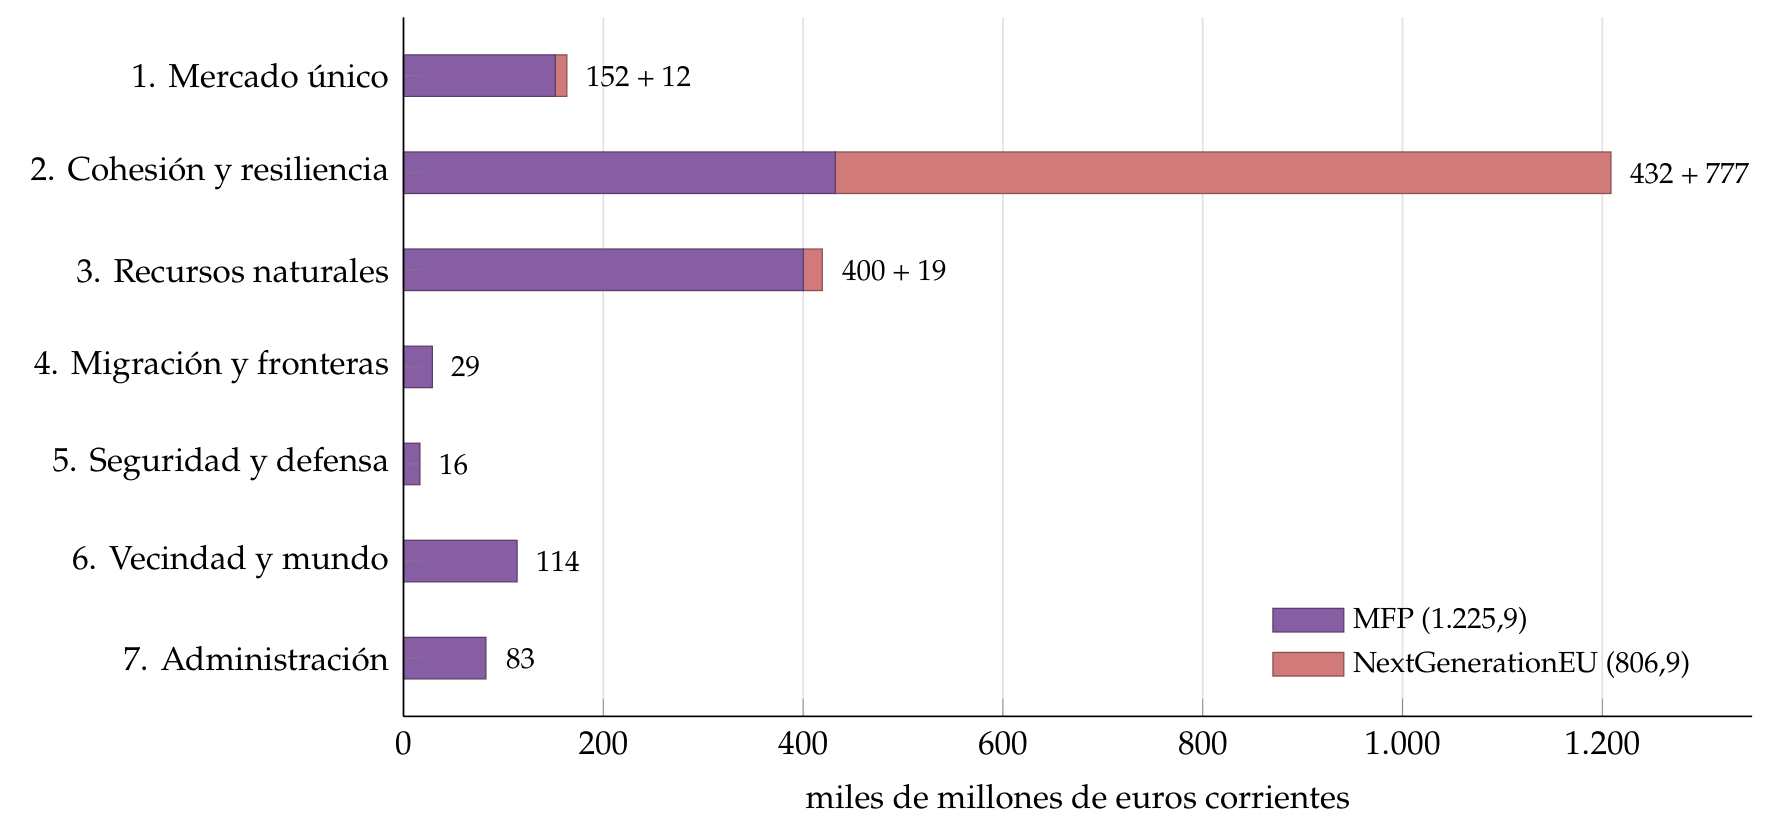 1. Mercado único
152 + 12
2. Cohesión y resiliencia
432 + 777
3. Recursos naturales
400 + 19
4. Migración y fronteras
29
5. Seguridad y defensa
16
6. Vecindad y mundo
114
7. Administración
83
MFP (1.225,9)
NextGenerationEU (806,9)
0 200 400 600 800 1.000 1.200
miles de millones de euros corrientes